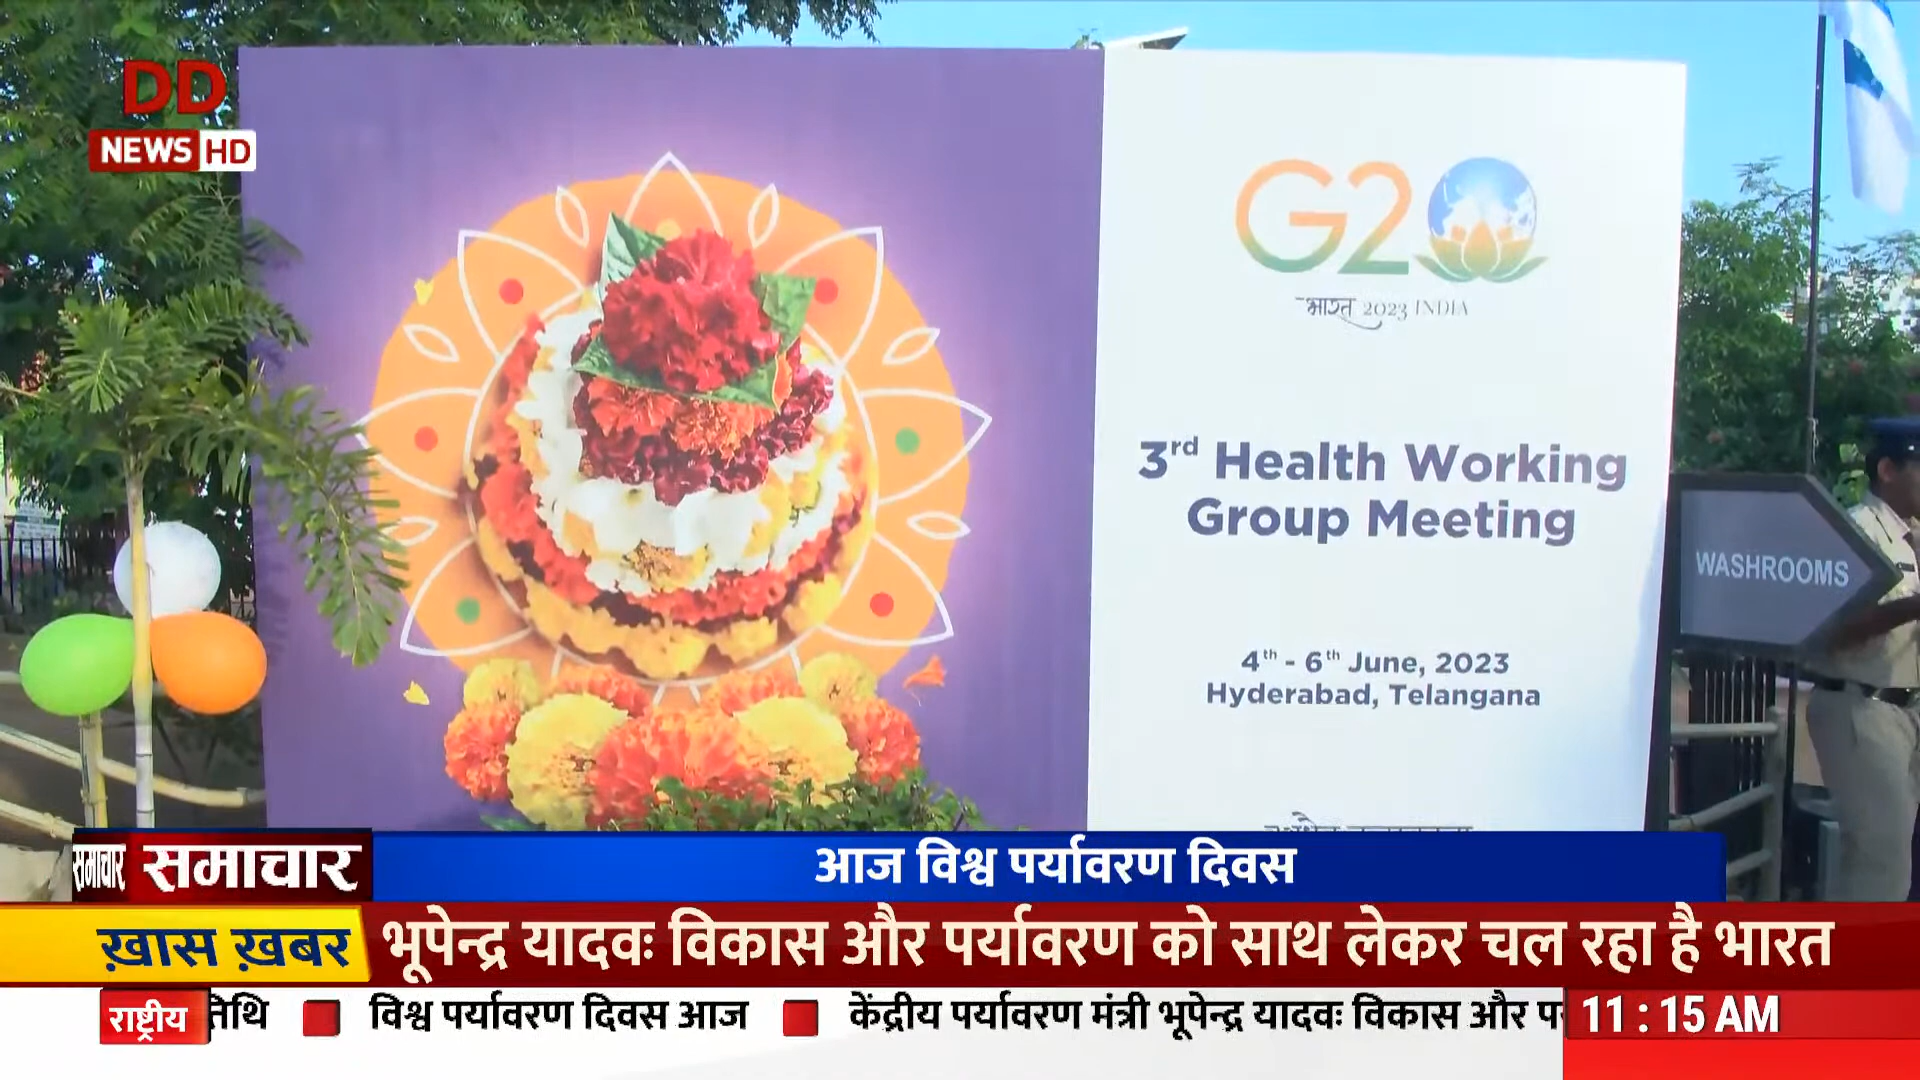 DD
NEWS HD
G20
भारत 2023 INDIA
3rd Health Working
Group Meeting
WASHROOMS
4th - 6th June, 2023
Hyderabad, Telangana
समाचार समाचार
आज विश्व पर्यावरण दिवस
ख़ास ख़बर
भूपेन्द्र यादवः विकास और पर्यावरण को साथ लेकर चल रहा है भारत
राष्ट्रीय
तिथि विश्व पर्यावरण दिवस आज केंद्रीय पर्यावरण मंत्री भूपेन्द्र यादवः विकास और
11 : 15 AM